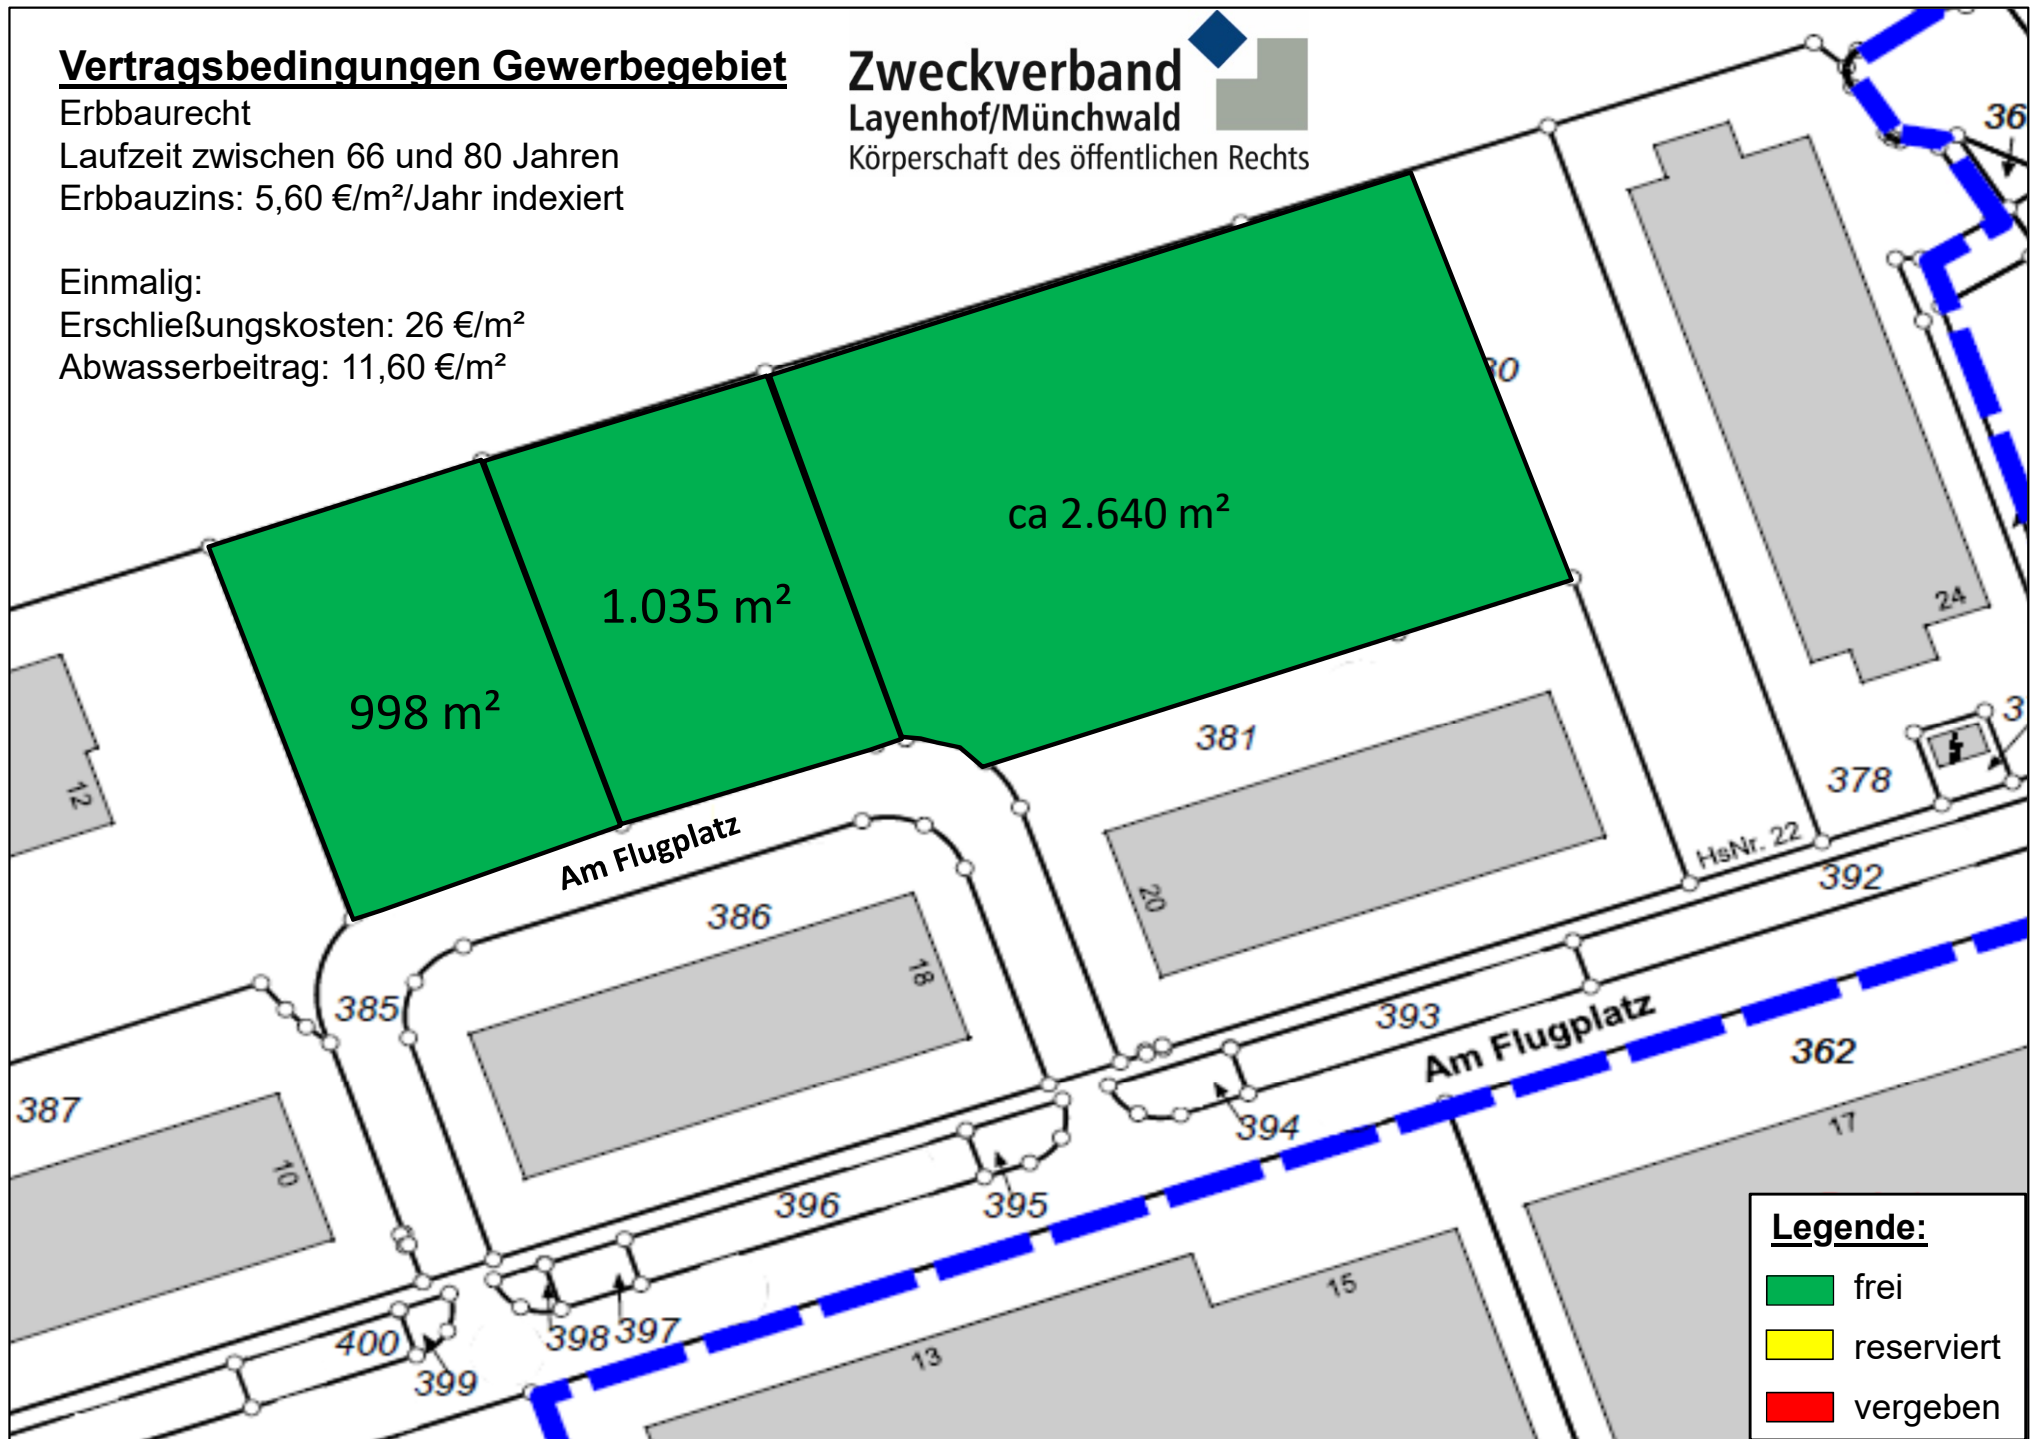 Vertragsbedingungen Gewerbegebiet
Erbbaurecht
Laufzeit zwischen 66 und 80 Jahren
Erbbauzins: 5,60 €/m²/Jahr indexiert
Einmalig:
Erschließungskosten: 26 €/m²
Abwasserbeitrag: 11,60 €/m²
Zweckverband
Layenhof/Münchwald
Körperschaft des öffentlichen Rechts
36
80
ca 2.640 m²
1.035 m²
998 m²
24
12
381
3
378
HsNr. 22
392
Am Flugplatz
386
20
18
385
393
Am Flugplatz
362
387
394
17
10
396
395
15
398
397
400
13
399
Legende:
frei
reserviert
vergeben